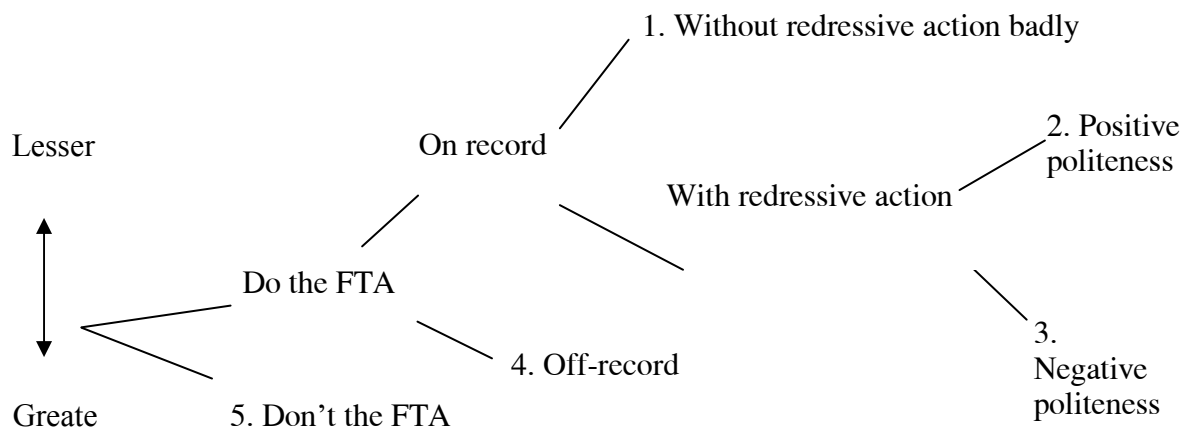 1. Without redressive action badly
Lesser
On record
2. Positive
politeness
With redressive action
Do the FTA
3.
Negative
politeness
4. Off-record
Greate
5. Don't the FTA